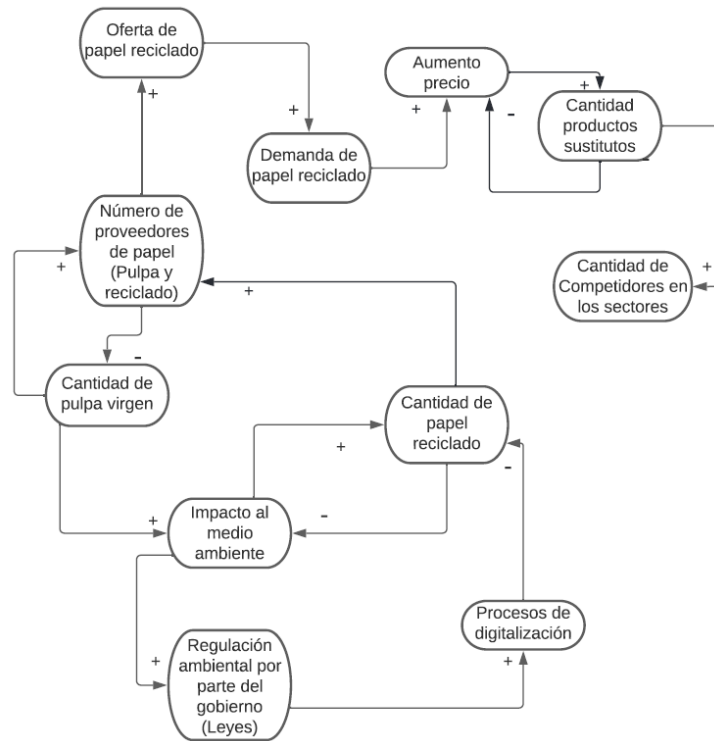 Oferta de
papel reciclado
+
+
Demanda de
papel reciclado
Aumento
precio
+
+
-
Cantidad
productos
sustitutos
-
Número de
proveedores
de papel
(Pulpa y
reciclado)
+
+
-
Cantidad de
Competidores en
los sectores
+
Cantidad de
pulpa virgen
Cantidad de
papel
reciclado
+
-
-
+
Impacto al
medio
ambiente
Procesos de
digitalización
+
+
Regulación
ambiental por
parte del
gobierno
(Leyes)